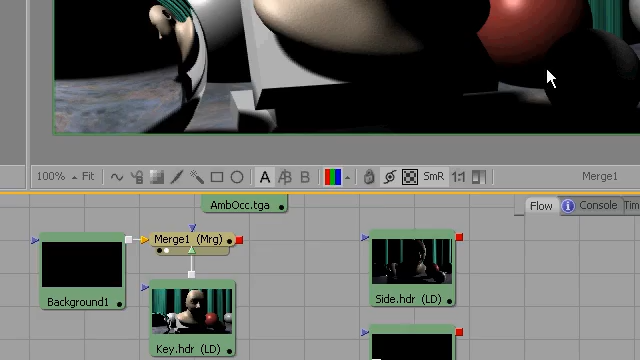 100% Fit A B B SmR 1:1 Merge1
AmbOcc.tga
Flow Console Tim
Merge1 (Mrg)
Background1
Side.hdr (LD)
Key.hdr (LD)